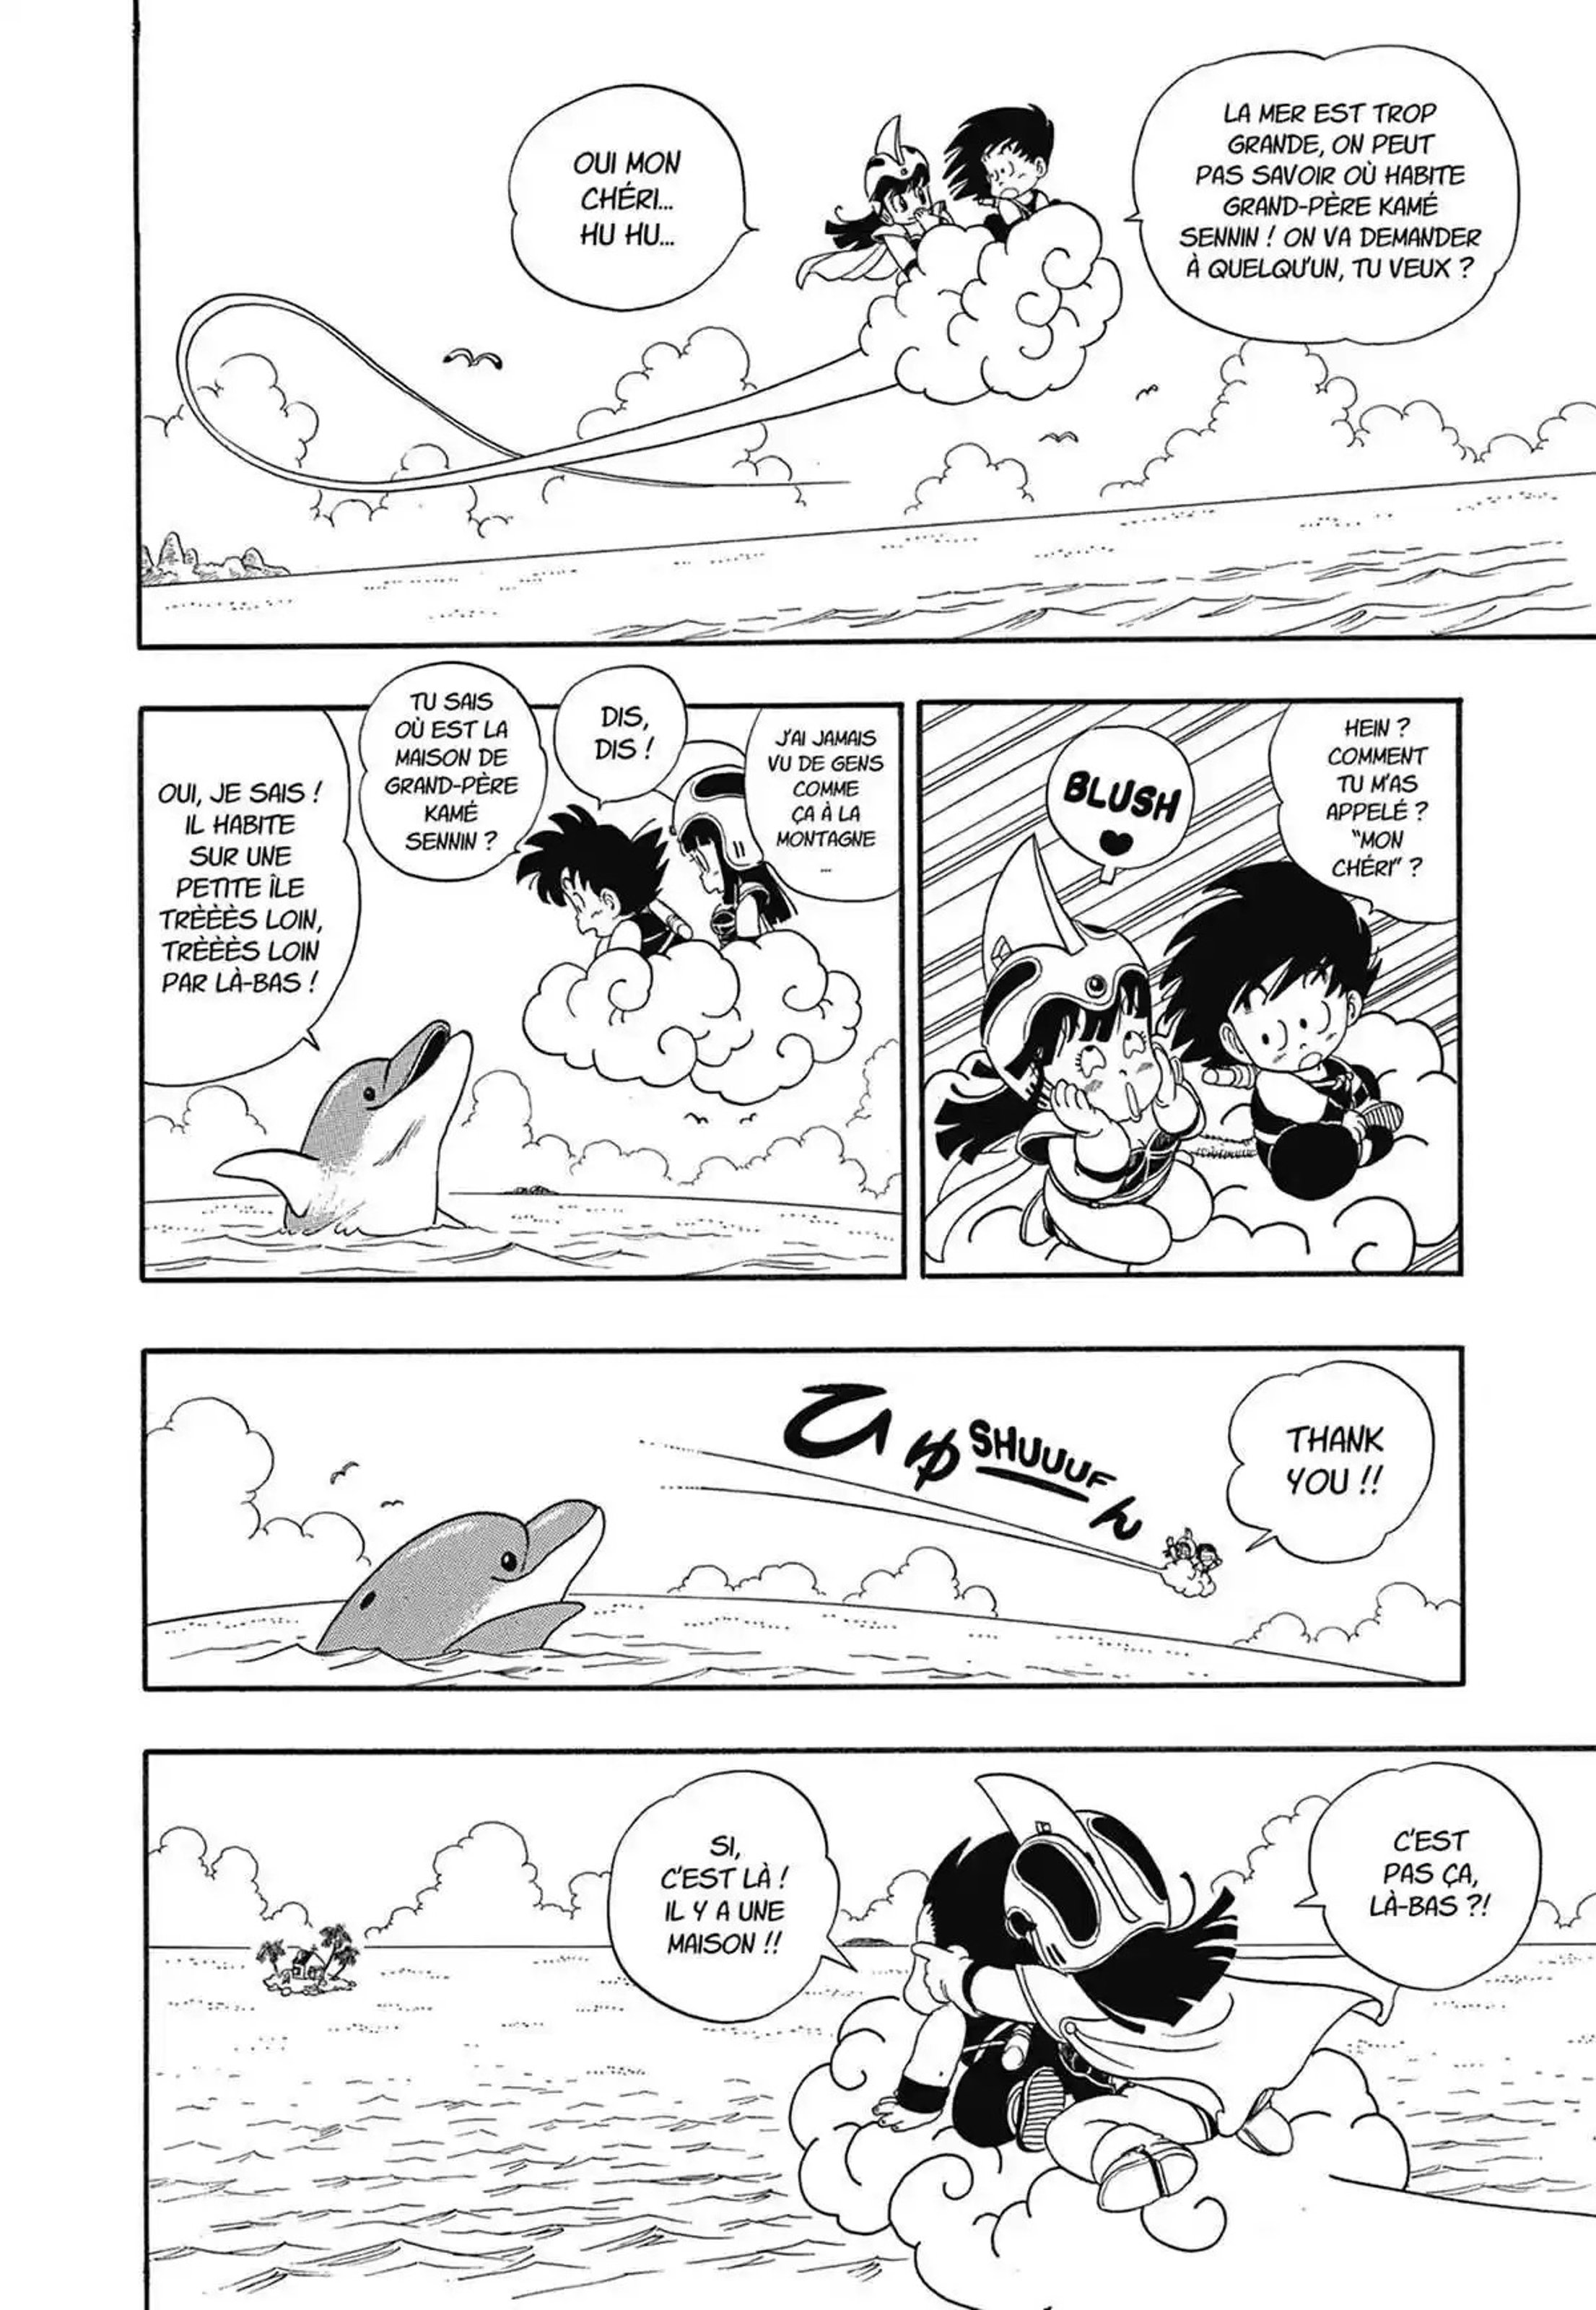 LA MER EST TROP
GRANDE, ON PEUT
PAS SAVOIR OÙ HABITE
GRAND-PÈRE KAMÉ
SENNIN ! ON VA DEMANDER
À QUELQU'UN, TU VEUX ?
OUI MON
CHÉRI...
HU HU...
HEIN ?
COMMENT
TU M'AS
APPELÉ ?
"MON
CHÉRI" ?
BLUSH
J'AI JAMAIS
VU DE GENS
COMME
ÇA À LA
MONTAGNE
...
DIS,
DIS !
TU SAIS
OÙ EST LA
MAISON DE
GRAND-PÈRE
KAMÉ
SENNIN ?
OUI, JE SAIS !
IL HABITE
SUR UNE
PETITE ÎLE
TRÈÈÈS LOIN,
TRÈÈÈS LOIN
PAR LÀ-BAS !
THANK
YOU !!
ひゅん
SHUUUF
C'EST
PAS ÇA,
LÀ-BAS ?!
SI,
C'EST LÀ !
IL Y A UNE
MAISON !!